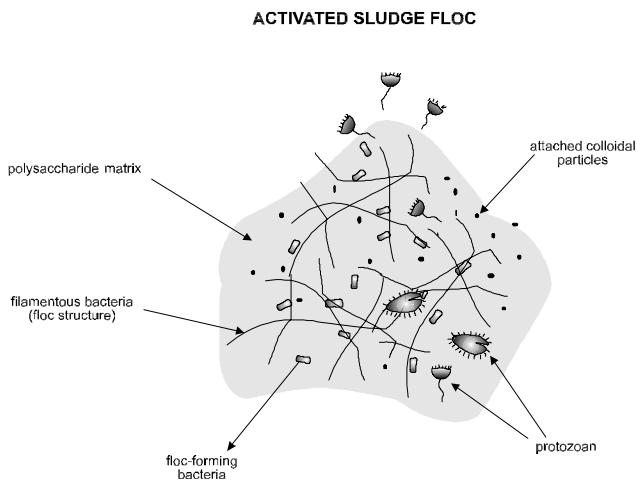 ACTIVATED SLUDGE FLOC
attached colloidal
particles
polysaccharide matrix
filamentous bacteria
(floc structure)
protozoan
floc-forming
bacteria